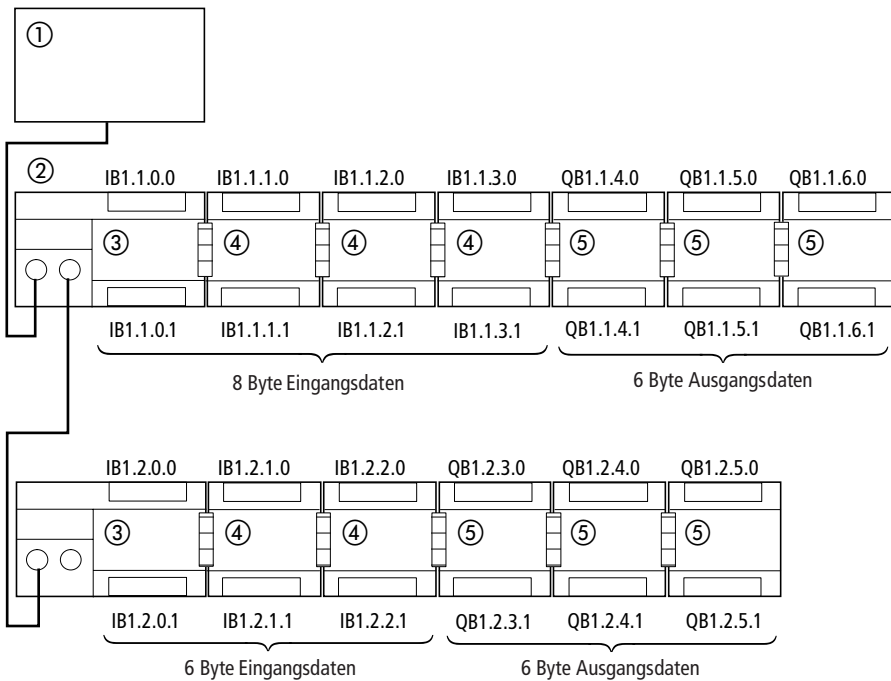 ①
②
IB1.1.0.0 IB1.1.1.0 IB1.1.2.0 IB1.1.3.0 QB1.1.4.0 QB1.1.5.0 QB1.1.6.0
③ ④ ④ ④ ⑤ ⑤ ⑤
IB1.1.0.1 IB1.1.1.1 IB1.1.2.1 IB1.1.3.1 QB1.1.4.1 QB1.1.5.1 QB1.1.6.1
8 Byte Eingangsdaten 6 Byte Ausgangsdaten
IB1.2.0.0 IB1.2.1.0 IB1.2.2.0 QB1.2.3.0 QB1.2.4.0 QB1.2.5.0
③ ④ ④ ⑤ ⑤ ⑤
IB1.2.0.1 IB1.2.1.1 IB1.2.2.1 QB1.2.3.1 QB1.2.4.1 QB1.2.5.1
6 Byte Eingangsdaten 6 Byte Ausgangsdaten